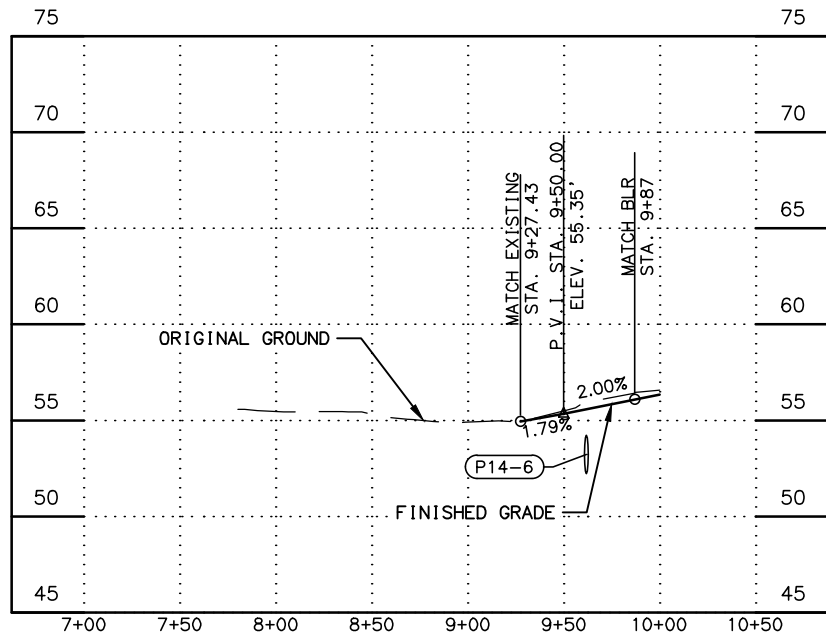 75 75
70 70
65 65
60 60
55 55
50 50
45 45
MATCH EXISTING
STA. 9+27.43
P.V.I. STA. 9+50.00
ELEV. 55.35'
MATCH BLR
STA. 9+87
ORIGINAL GROUND
2.00%
1.79%
P14-6
FINISHED GRADE
7+00 7+50 8+00 8+50 9+00 9+50 10+00 10+50